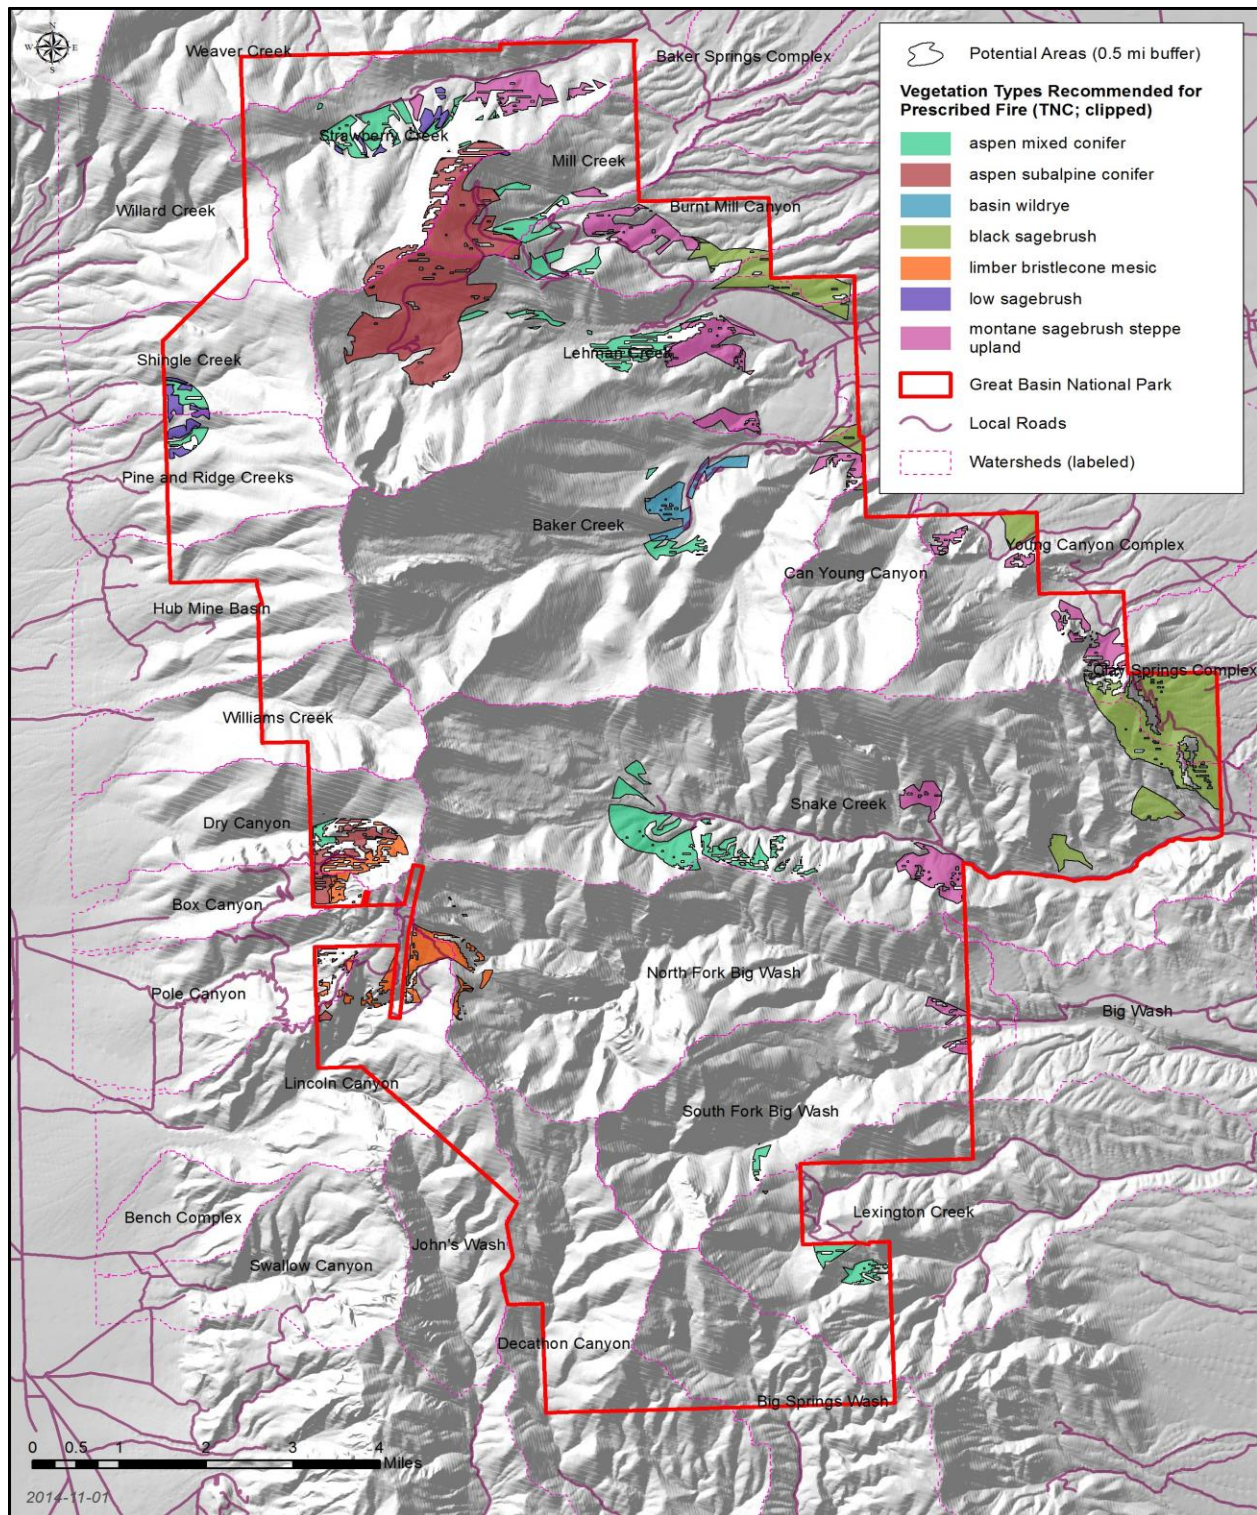 N
W
E
S
Weaver Creek
Baker Springs Complex
Strawberry Creek
Mill Creek
Willard Creek
Burnt Mill Canyon
Shingle Creek
Lehman Creek
Pine and Ridge Creeks
Baker Creek
Can Young Canyon
Young Canyon Complex
Hub Mine Basin
Clay Springs Complex
Williams Creek
Dry Canyon
Snake Creek
Box Canyon
North Fork Big Wash
Pole Canyon
Big Wash
Lincoln Canyon
South Fork Big Wash
Bench Complex
Lexington Creek
John's Wash
Swallow Canyon
Decathon Canyon
Big Springs Wash
Potential Areas (0.5 mi buffer)
Vegetation Types Recommended for
Prescribed Fire (TNC; clipped)
aspen mixed conifer
aspen subalpine conifer
basin wildrye
black sagebrush
limber bristlecone mesic
low sagebrush
montane sagebrush steppe
upland
Great Basin National Park
Local Roads
Watersheds (labeled)
0 0.5 1 2 3 4
Miles
2014-11-01